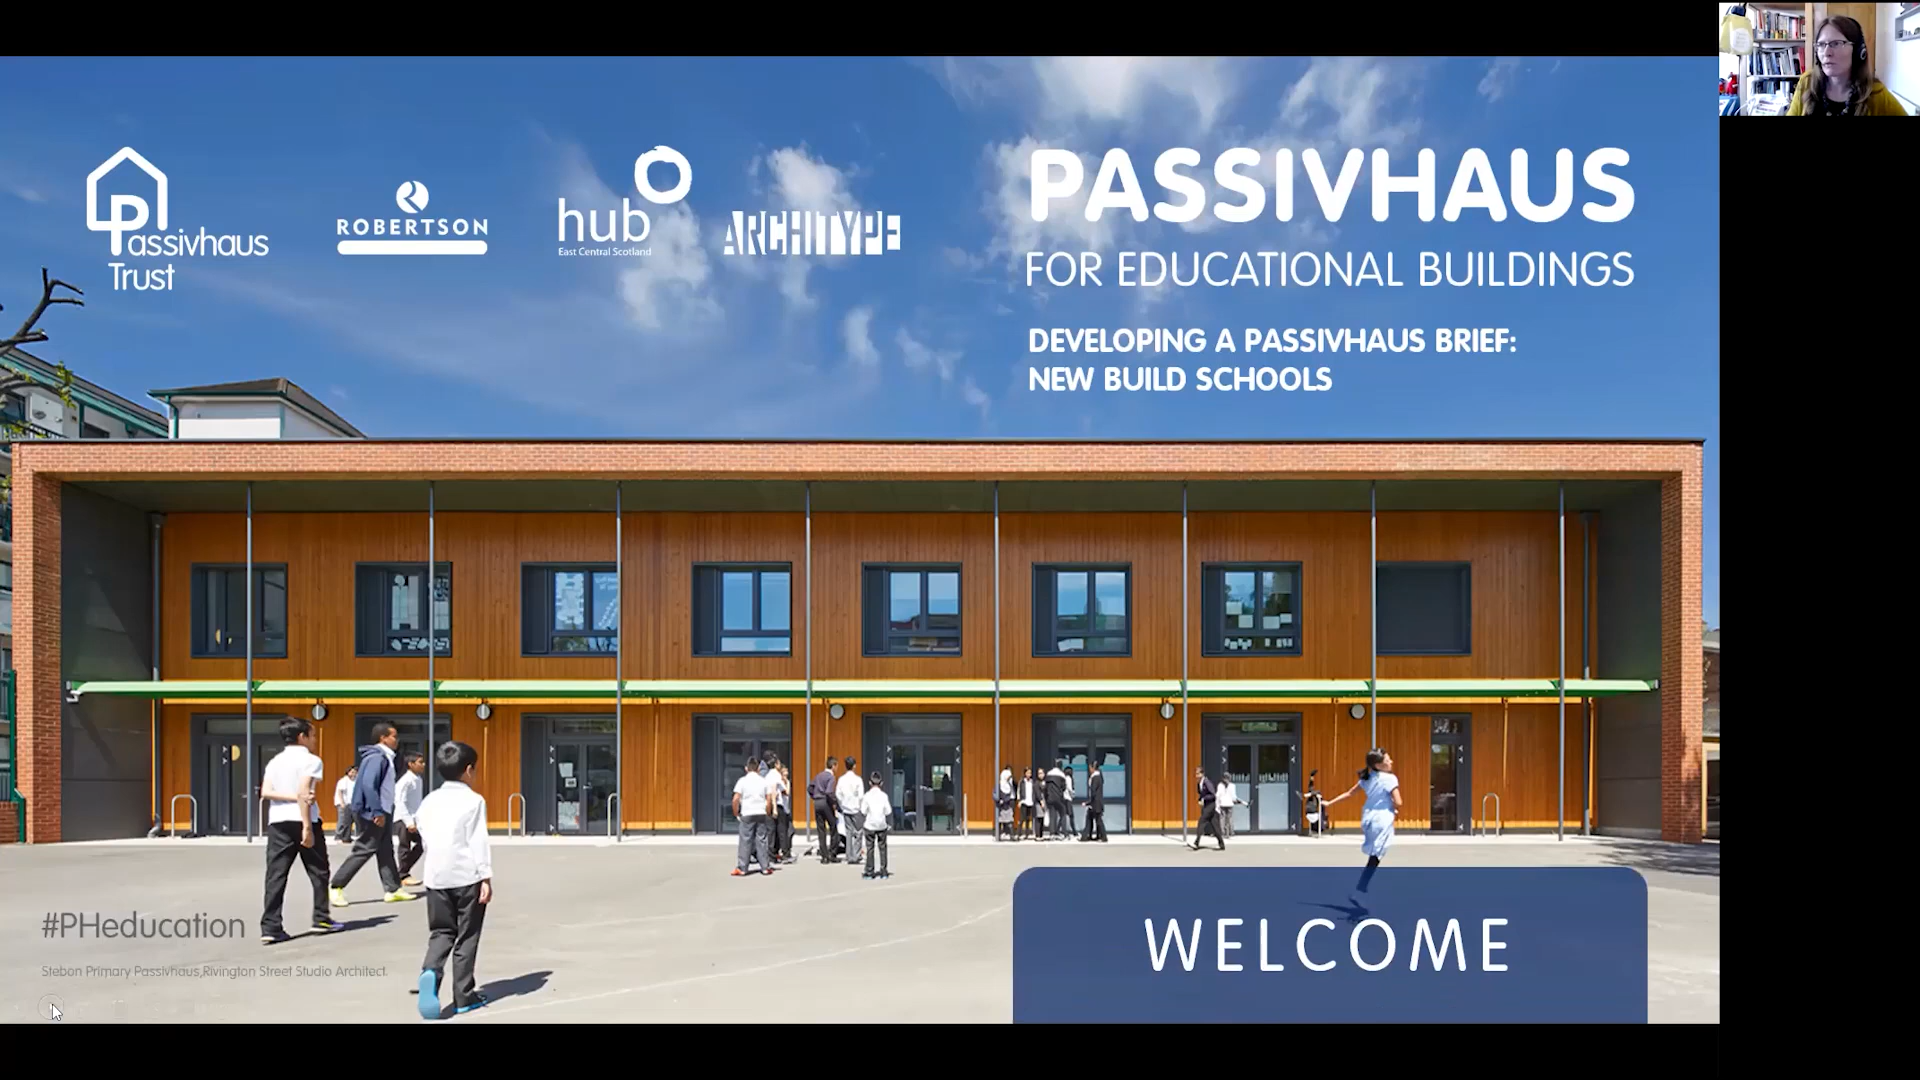 Passivhaus
Trust
ROBERTSON
hub
East Central Scotland
ARCHITYPE
PASSIVHAUS
FOR EDUCATIONAL BUILDINGS
DEVELOPING A PASSIVHAUS BRIEF:
NEW BUILD SCHOOLS
#PHeducation
Stebon Primary Passivhaus,Rivington Street Studio Architect.
WELCOME